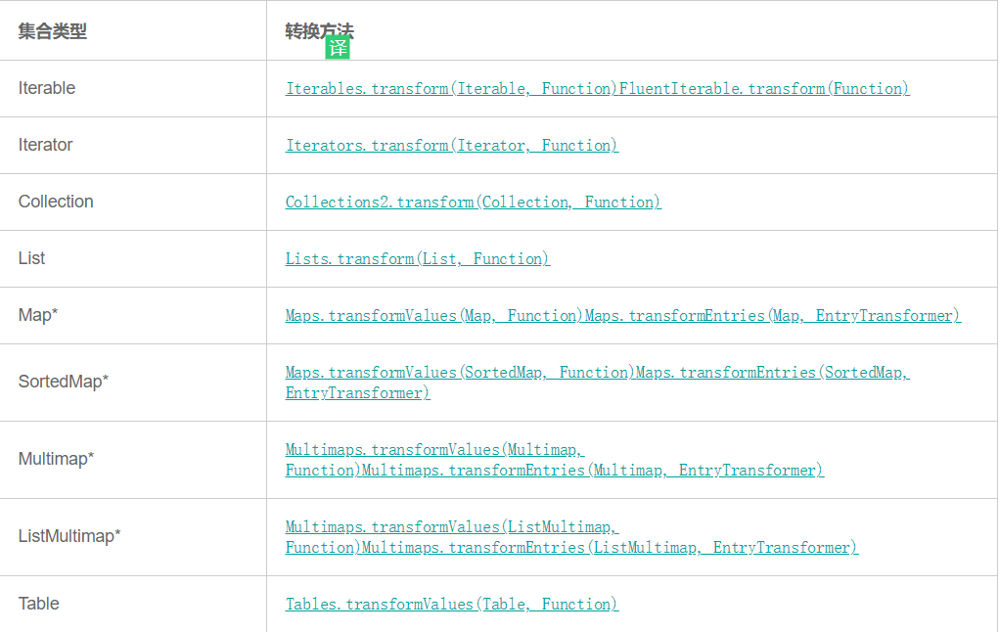 集合类型
转换方法
译
Iterable
Iterables.transform(Iterable, Function)FluentIterable.transform(Function)
Iterator
Iterators.transform(Iterator, Function)
Collection
Collections2.transform(Collection, Function)
List
Lists.transform(List, Function)
Map*
Maps.transformValues(Map, Function)Maps.transformEntries(Map, EntryTransformer)
SortedMap*
Maps.transformValues(SortedMap, Function)Maps.transformEntries(SortedMap,
EntryTransformer)
Multimap*
Multimaps.transformValues(Multimap,
Function)Multimaps.transformEntries(Multimap, EntryTransformer)
ListMultimap*
Multimaps.transformValues(ListMultimap,
Function)Multimaps.transformEntries(ListMultimap, EntryTransformer)
Table
Tables.transformValues(Table, Function)